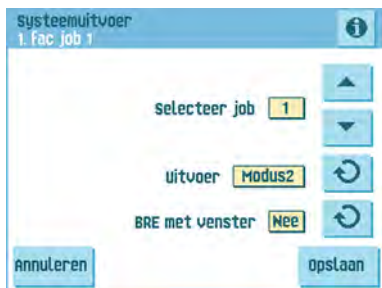 Systeemuitvoer
1. Fac job 1
Selecteer job 1
Uitvoer Modus2
BRE met venster Nee
Annuleren Opslaan